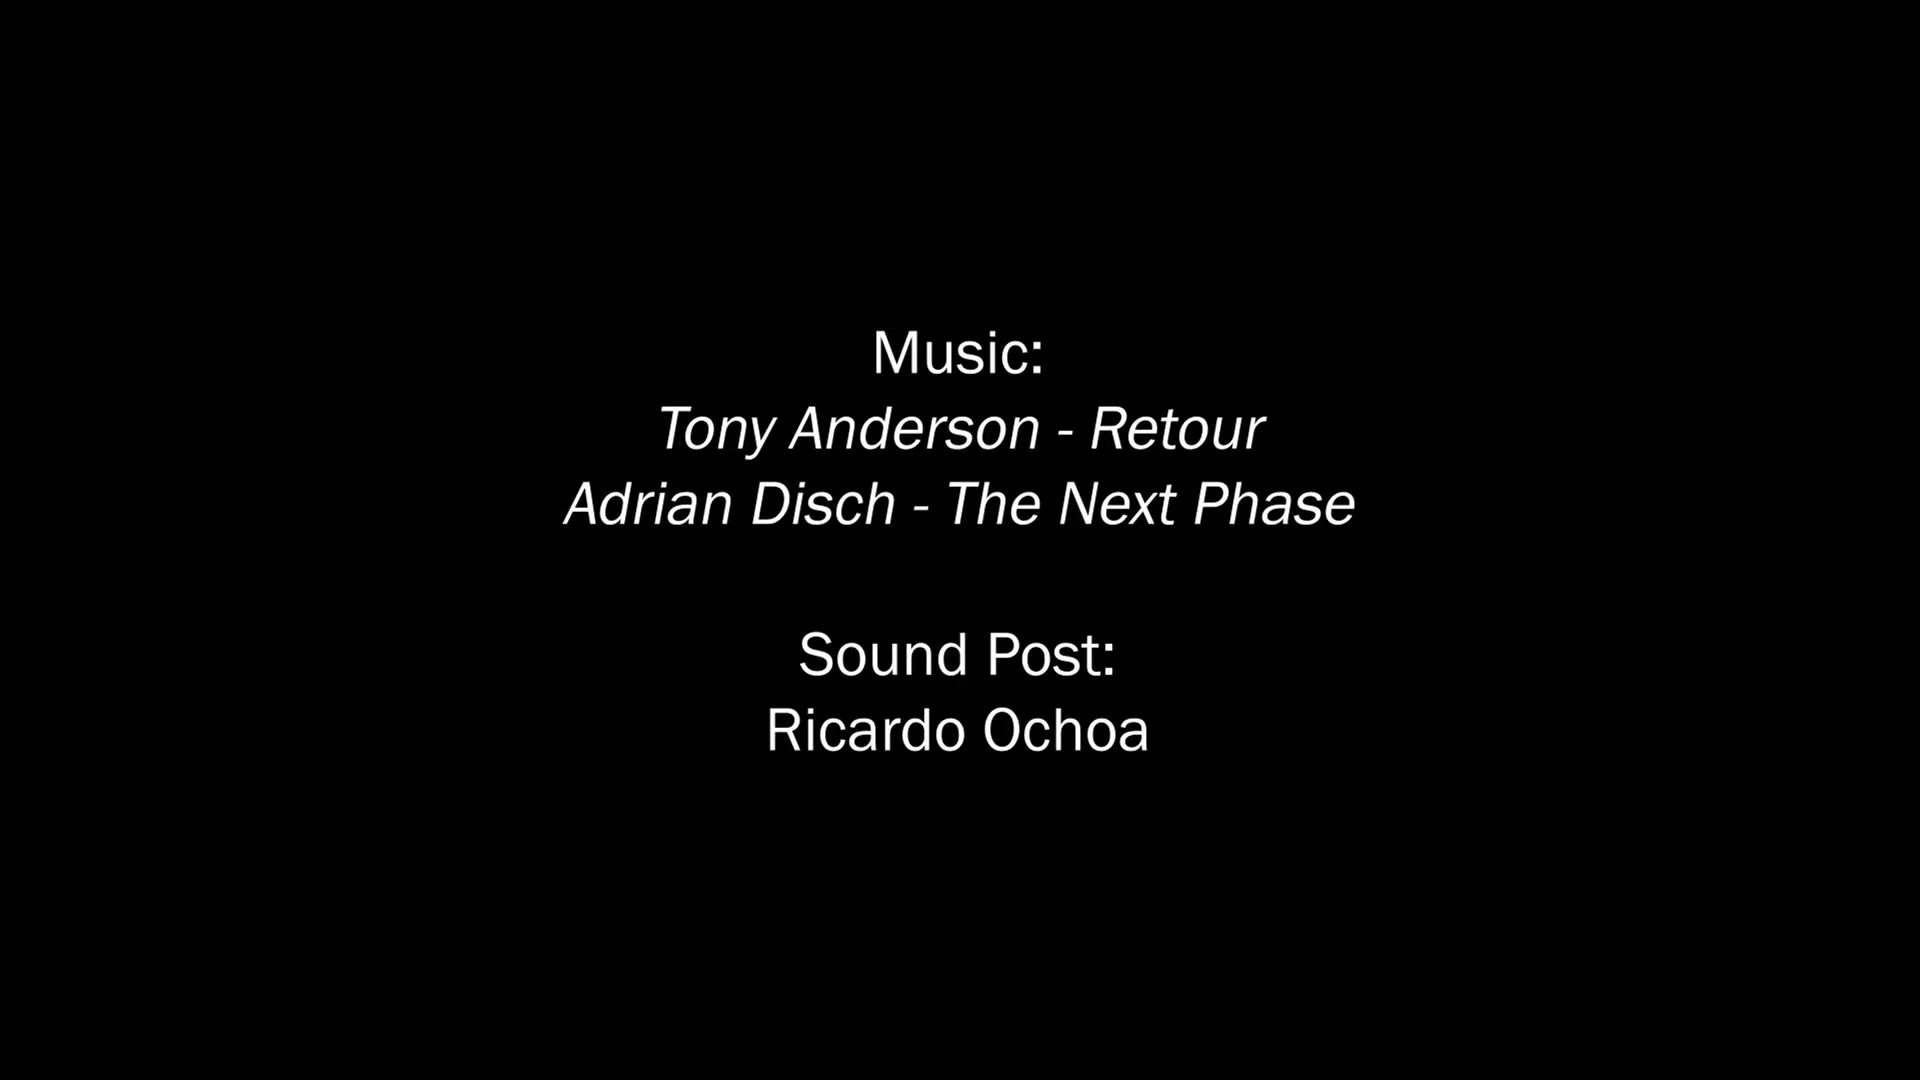 Music:
Tony Anderson - Retour
Adrian Disch - The Next Phase
Sound Post:
Ricardo Ochoa